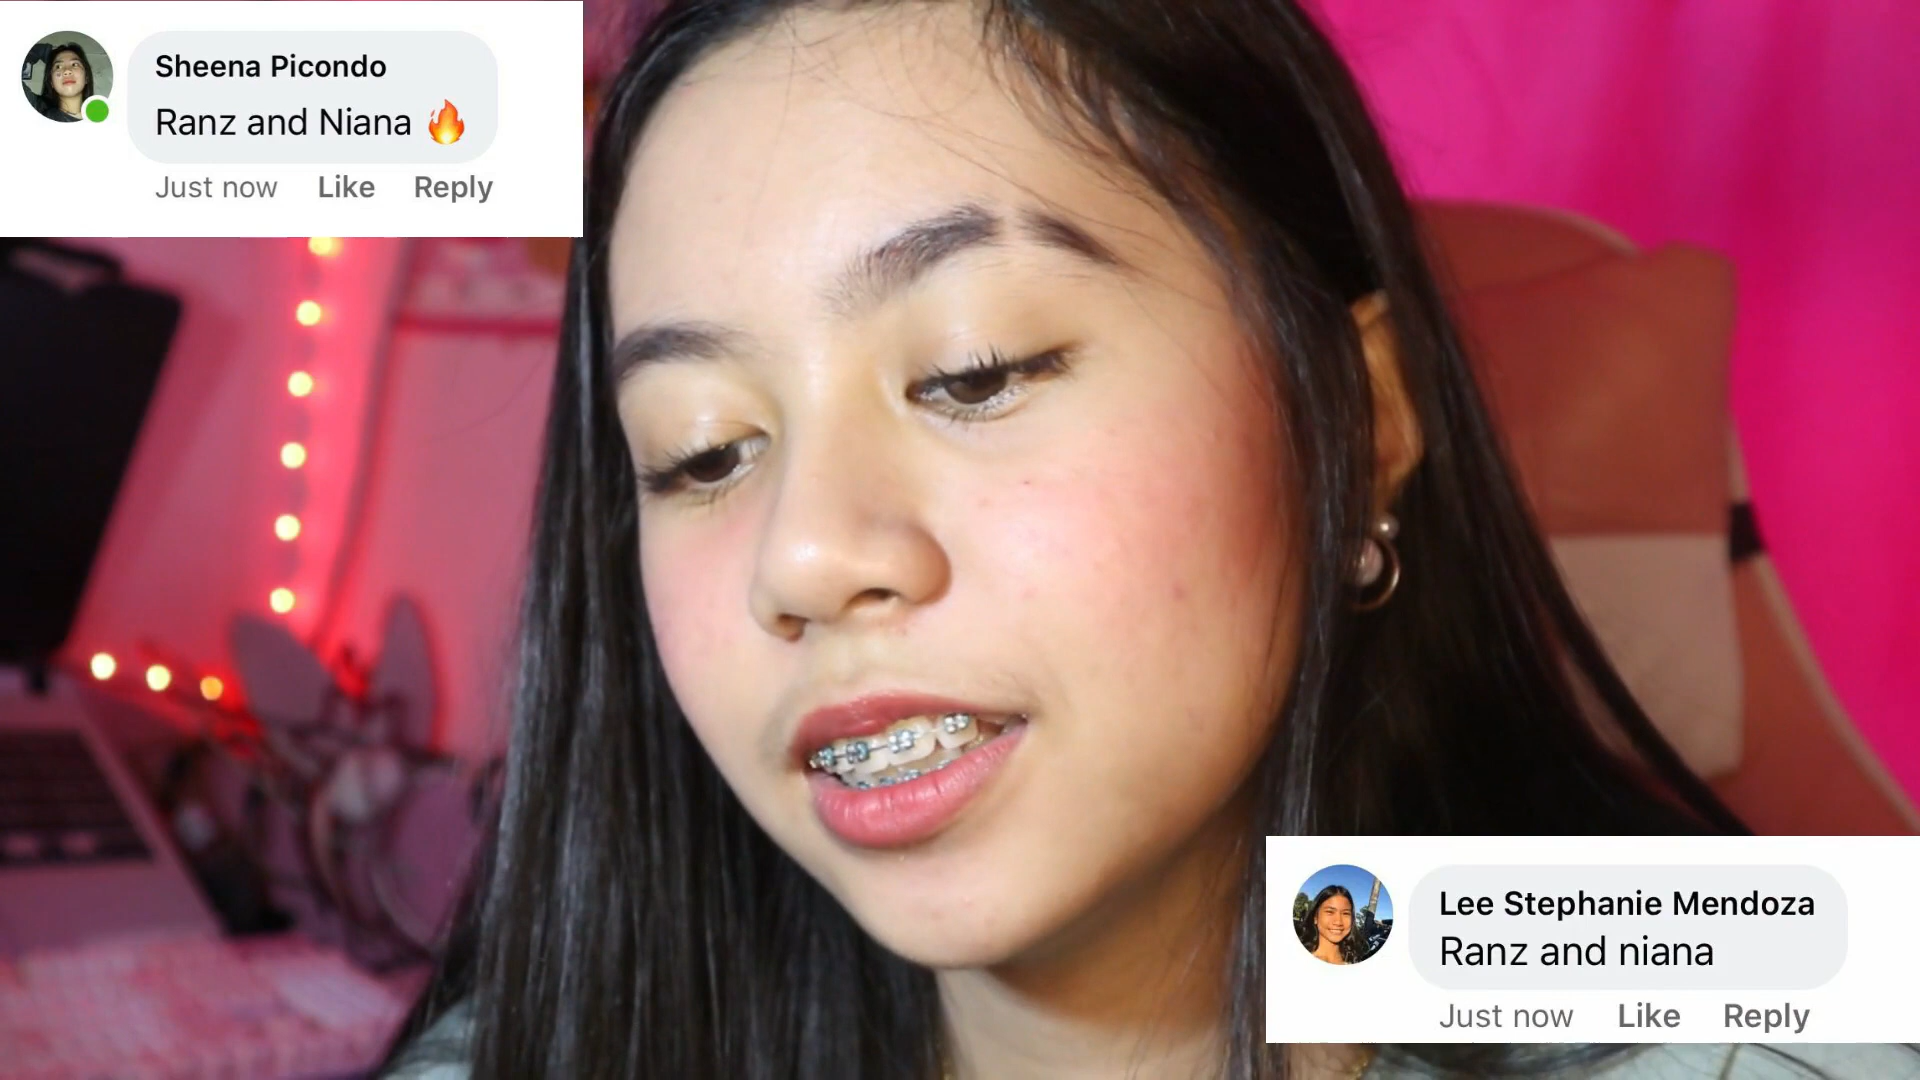 Sheena Picondo
Ranz and Niana 🔥
Just now Like Reply
Lee Stephanie Mendoza
Ranz and niana
Just now Like Reply